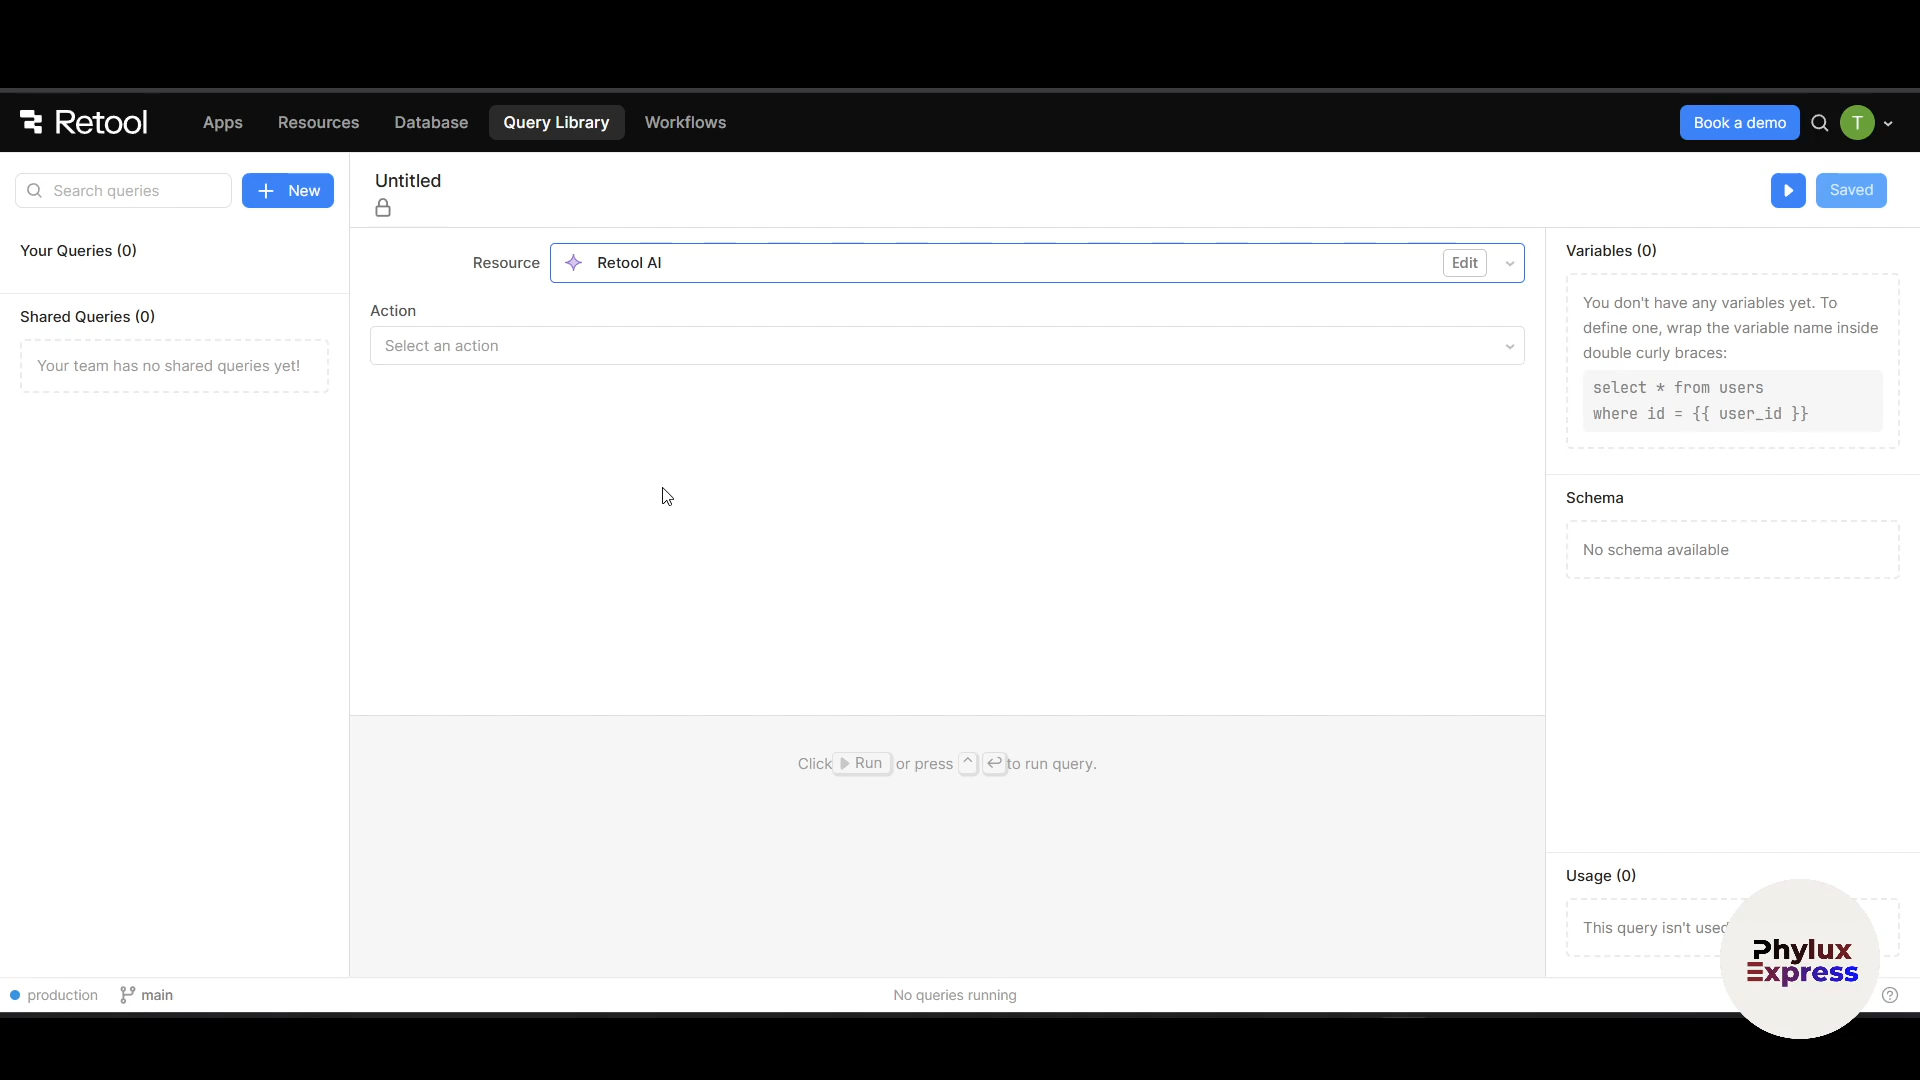 Retool
Apps
Resources
Database
Query Library
Workflows
Book a demo
T
Search queries
New
Your Queries (0)
Shared Queries (0)
Your team has no shared queries yet!
Untitled
Saved
Resource
Retool AI
Edit
Action
Select an action
Click Run or press ^ ↩ to run query.
Variables (0)
You don't have any variables yet. To
define one, wrap the variable name inside
double curly braces:
select * from users
where id = {{ user_id }}
Schema
No schema available
Usage (0)
This query isn't used
Phylux
Express
production
main
No queries running